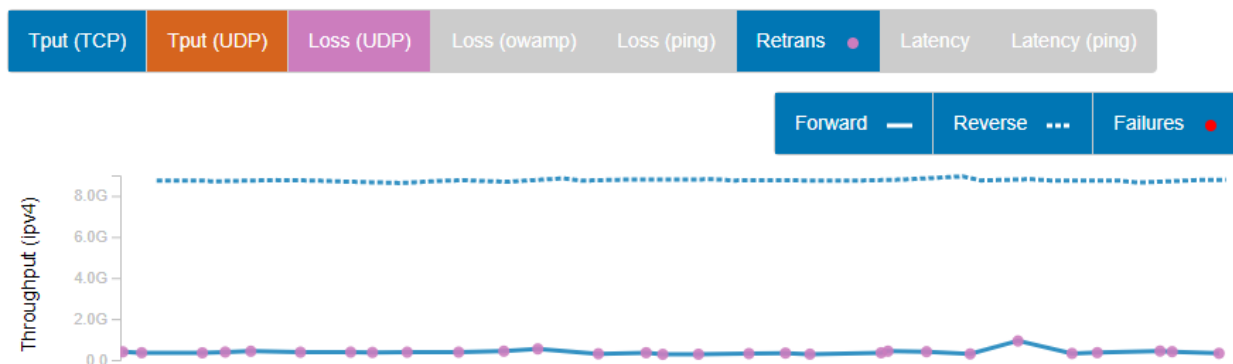 Tput (TCP) Tput (UDP) Loss (UDP) Loss (owamp) Loss (ping) Retrans Latency Latency (ping)
Forward Reverse Failures
Throughput (ipv4)
8.0G
6.0G
4.0G
2.0G
0.0